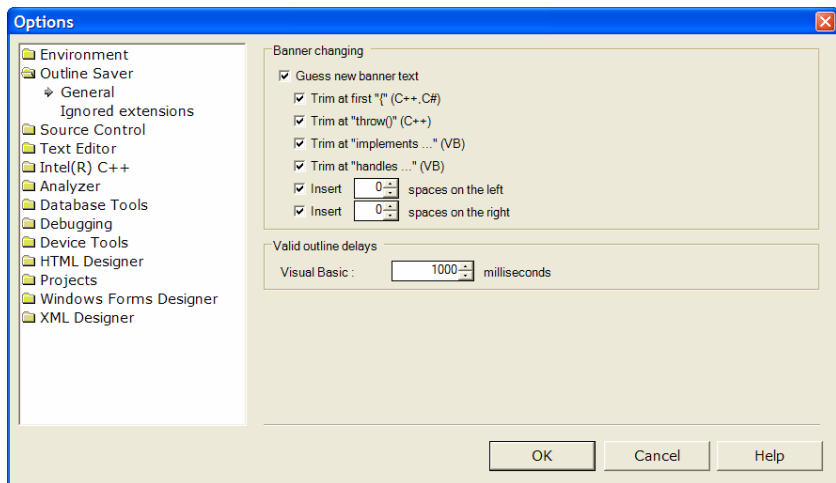 Options
Environment
Outline Saver
General
Ignored extensions
Source Control
Text Editor
Intel(R) C++
Analyzer
Database Tools
Debugging
Device Tools
HTML Designer
Projects
Windows Forms Designer
XML Designer
Banner changing
Guess new banner text
Trim at first "{" (C++,C#)
Trim at "throw()" (C++)
Trim at "implements ..." (VB)
Trim at "handles ..." (VB)
Insert 0 spaces on the left
Insert 0 spaces on the right
Valid outline delays
Visual Basic : 1000 milliseconds
OK Cancel Help